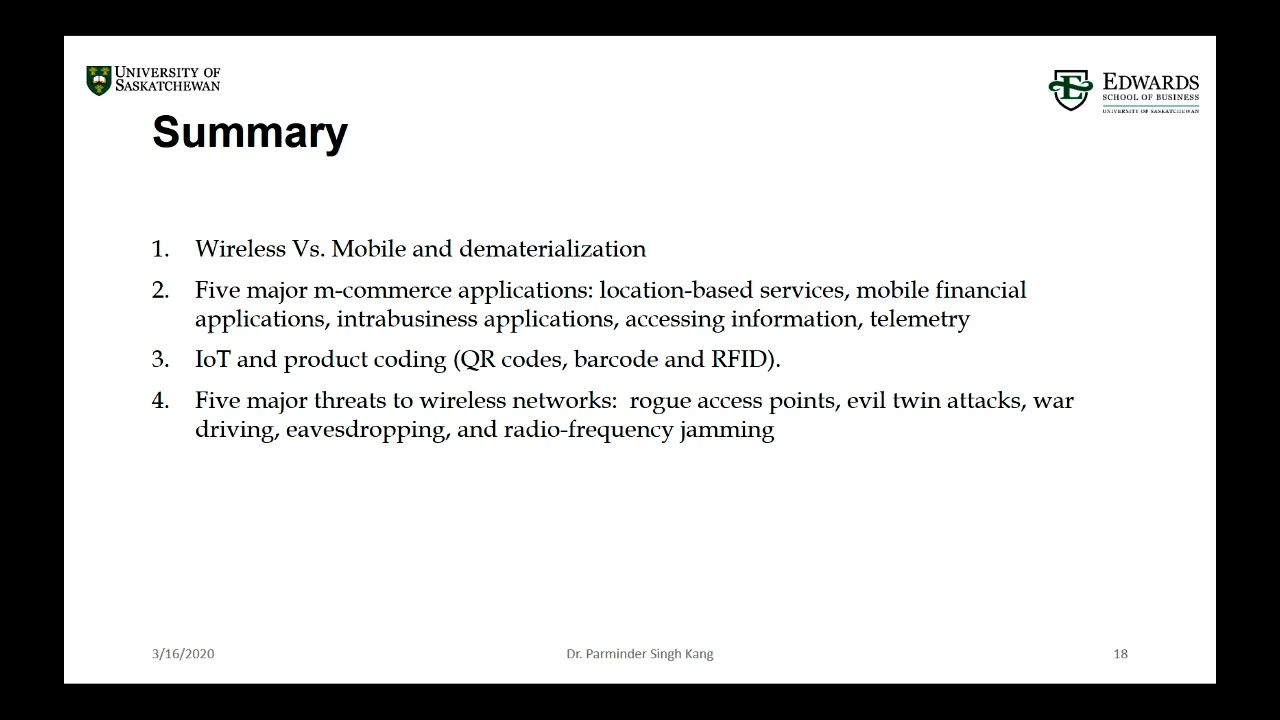 UNIVERSITY OF
SASKATCHEWAN
EDWARDS
SCHOOL OF BUSINESS
UNIVERSITY OF SASKATCHEWAN
Summary
1. Wireless Vs. Mobile and dematerialization
2. Five major m-commerce applications: location-based services, mobile financial
applications, intrabusiness applications, accessing information, telemetry
3. IoT and product coding (QR codes, barcode and RFID).
4. Five major threats to wireless networks:  rogue access points, evil twin attacks, war
driving, eavesdropping, and radio-frequency jamming
3/16/2020
Dr. Parminder Singh Kang
18